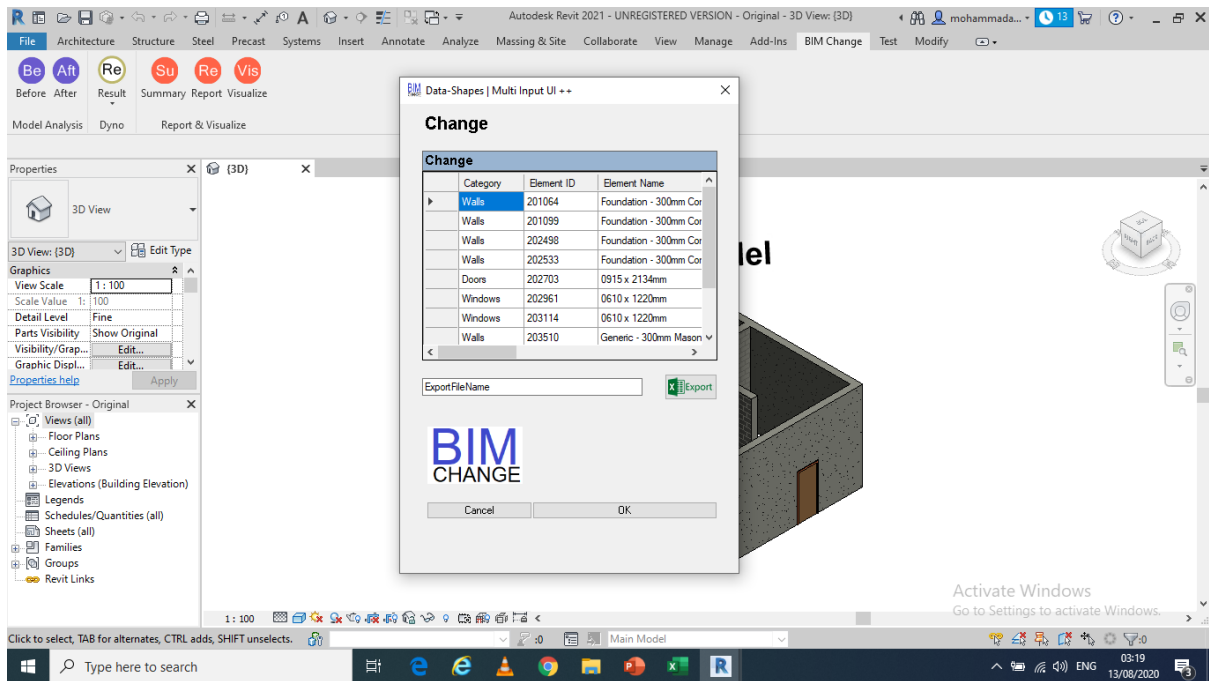 Autodesk Revit 2021 - UNREGISTERED VERSION - Original - 3D View: {3D}
mohammada...
13
File Architecture Structure Steel Precast Systems Insert Annotate Analyze Massing & Site Collaborate View Manage Add-Ins BIM Change Test Modify
Be Aft Re Su Re Vis
Before After Result Summary Report Visualize
Model Analysis Dyno Report & Visualize
Properties
{3D}
3D View
3D View: {3D}
Edit Type
Graphics
View Scale 1 : 100
Scale Value 1: 100
Detail Level Fine
Parts Visibility Show Original
Visibility/Grap... Edit...
Graphic Displ... Edit...
Properties help Apply
Project Browser - Original
Views (all)
Floor Plans
Ceiling Plans
3D Views
Elevations (Building Elevation)
Legends
Schedules/Quantities (all)
Sheets (all)
Families
Groups
Revit Links
Data-Shapes | Multi Input UI ++
Change
Change
Category Element ID Element Name
Walls 201064 Foundation - 300mm Cor
Walls 201099 Foundation - 300mm Cor
Walls 202498 Foundation - 300mm Cor
Walls 202533 Foundation - 300mm Cor
Doors 202703 0915 x 2134mm
Windows 202961 0610 x 1220mm
Windows 203114 0610 x 1220mm
Walls 203510 Generic - 300mm Mason
ExportFileName
Export
BIM
CHANGE
Cancel OK
lel
Activate Windows
Go to Settings to activate Windows.
1 : 100
Click to select, TAB for alternates, CTRL adds, SHIFT unselects.
:0
Main Model
:0
Type here to search
ENG
03:19
13/08/2020
3